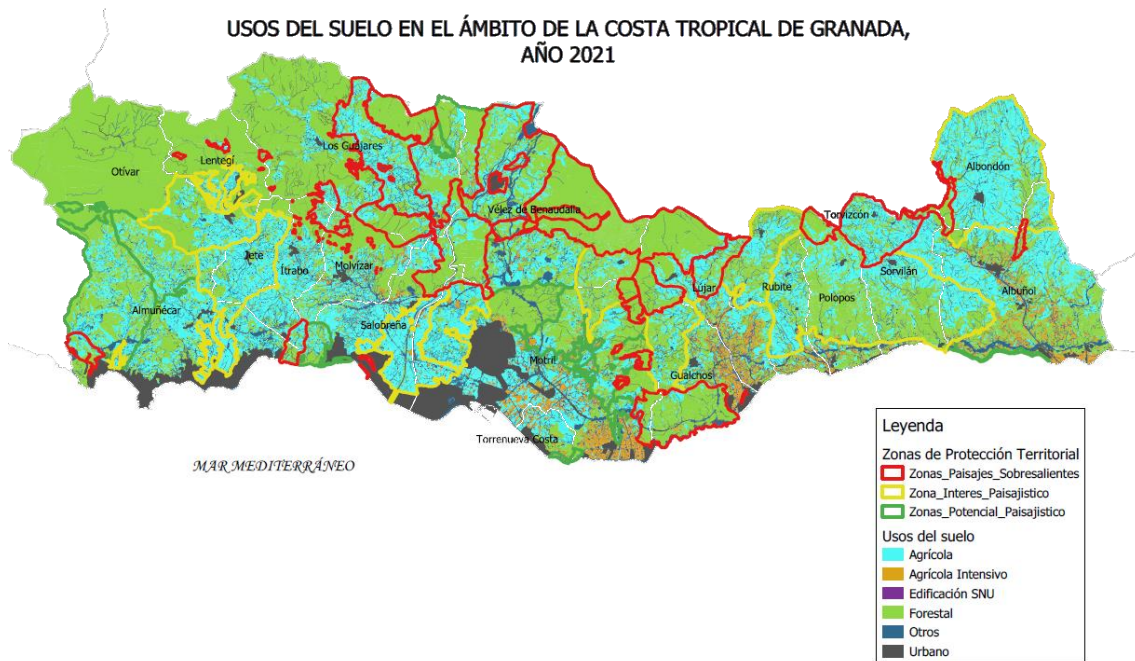 USOS DEL SUELO EN EL ÁMBITO DE LA COSTA TROPICAL DE GRANADA,
AÑO 2021
Los Guajares
Lentegí
Otívar
Albondón
Vélez de Benaudalla
Torvizcón
Jete
Ítrabo
Molvízar
Lújar
Rubite
Sorvilán
Polopos
Albuñol
Almuñécar
Salobreña
Motril
Gualchos
Torrenueva Costa
MAR MEDITERRÁNEO
Leyenda
Zonas de Protección Territorial
Zonas_Paisajes_Sobresalientes
Zona_Interes_Paisajistico
Zonas_Potencial_Paisajistico
Usos del suelo
Agrícola
Agrícola Intensivo
Edificación SNU
Forestal
Otros
Urbano